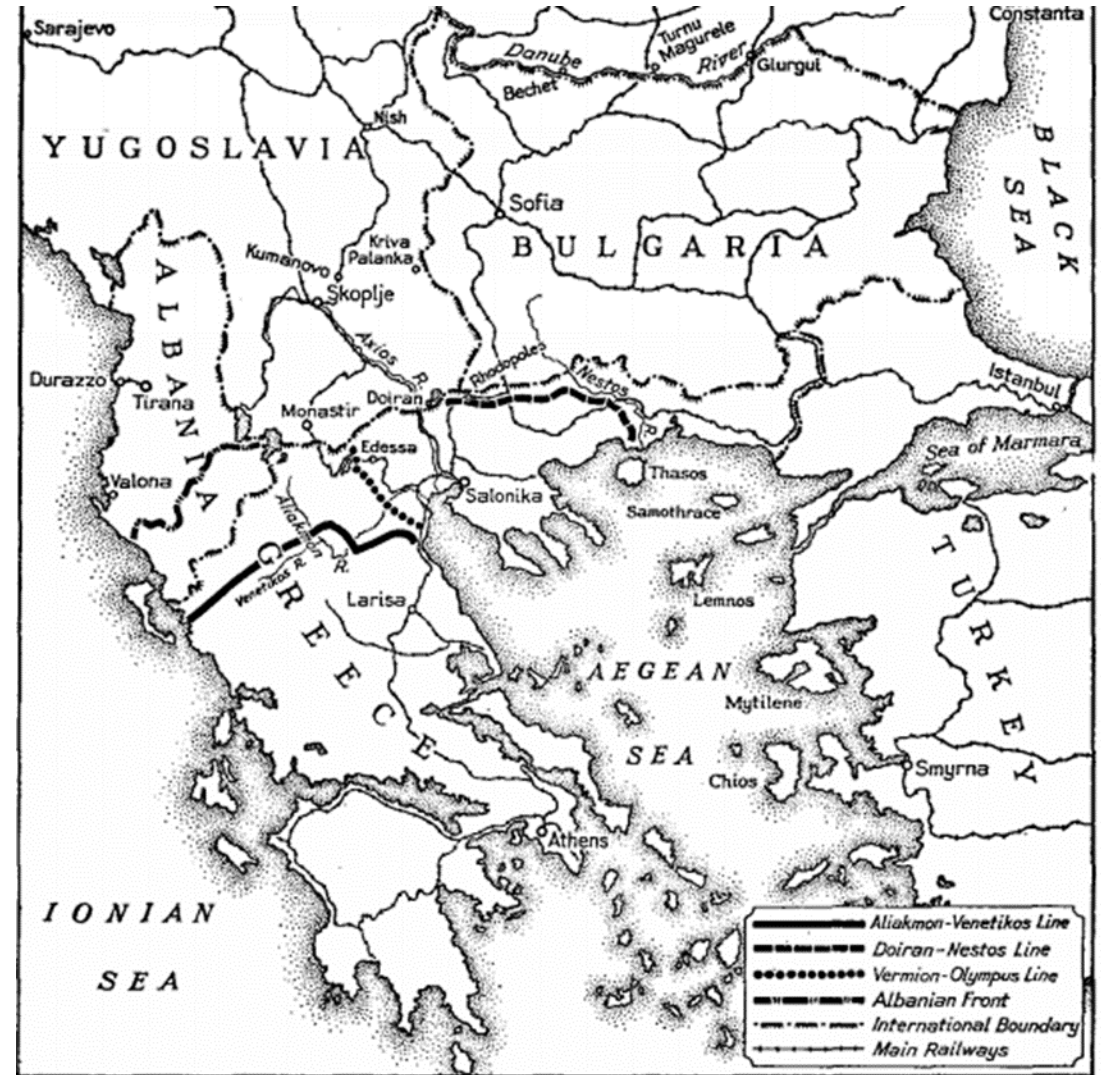 Constanta
Sarajevo
Turnu
Magurele
Danube
River
Glurgul
Bechet
Nish
YUGOSLAVIA
BLACK
SEA
Sofia
BULGARIA
Kriva
Palanka
Kumanovo
Skoplje
ALBANIA
Axios R.
Rhodopole
Nestos
R.
Durazzo
Tirana
Doiran
Istanbul
Monastir
Edessa
Sea of Marmara
Valona
Salonika
Thasos
Samothrace
Aliakmon
R.
Venetikos R.
GREECE
Lemnos
TURKEY
Larisa
AEGEAN
SEA
Mytilene
Chios
Smyrna
Athens
IONIAN
SEA
Aliakmon-Venetikos Line
Doiran-Nestos Line
Vermion-Olympus Line
Albanian Front
International Boundary
Main Railways